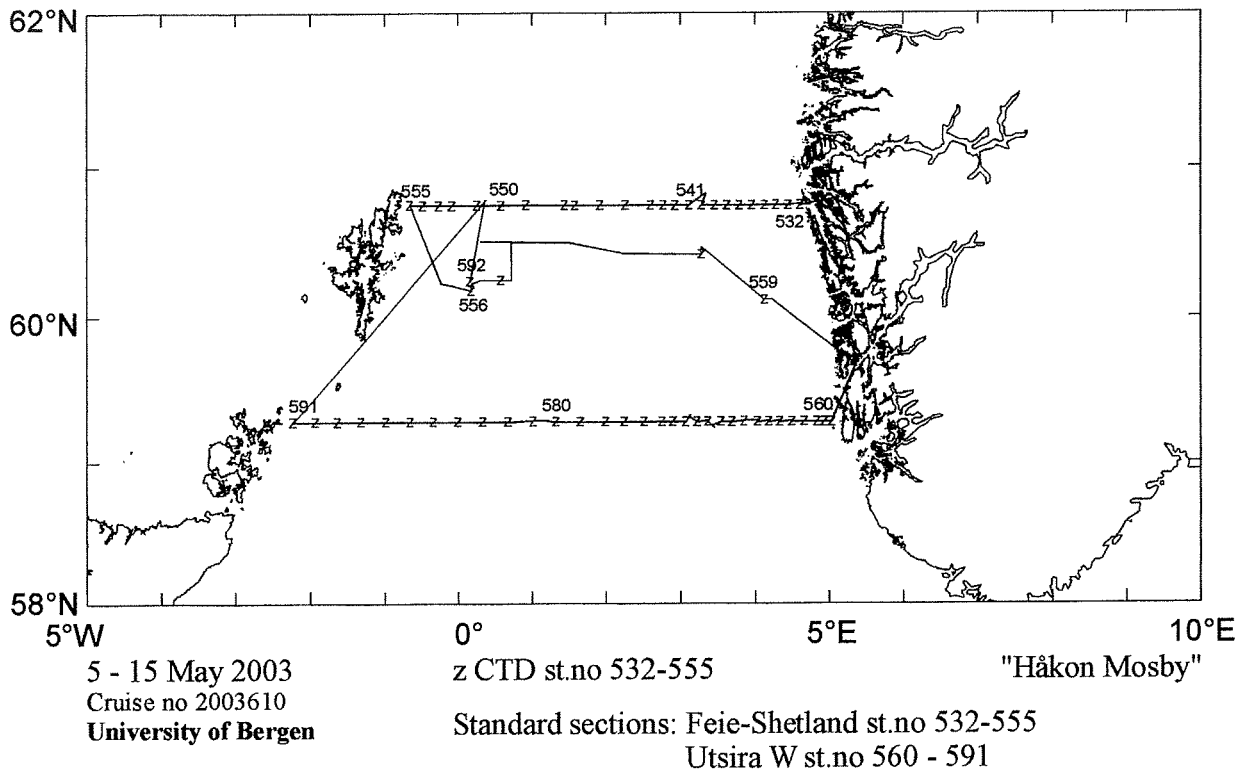 62°N
555 550 541
532
592
556
559
60°N
591 580 560
58°N
5°W 0° 5°E 10°E
5 - 15 May 2003 z CTD st.no 532-555 "Håkon Mosby"
Cruise no 2003610
University of Bergen
Standard sections: Feie-Shetland st.no 532-555
Utsira W st.no 560 - 591